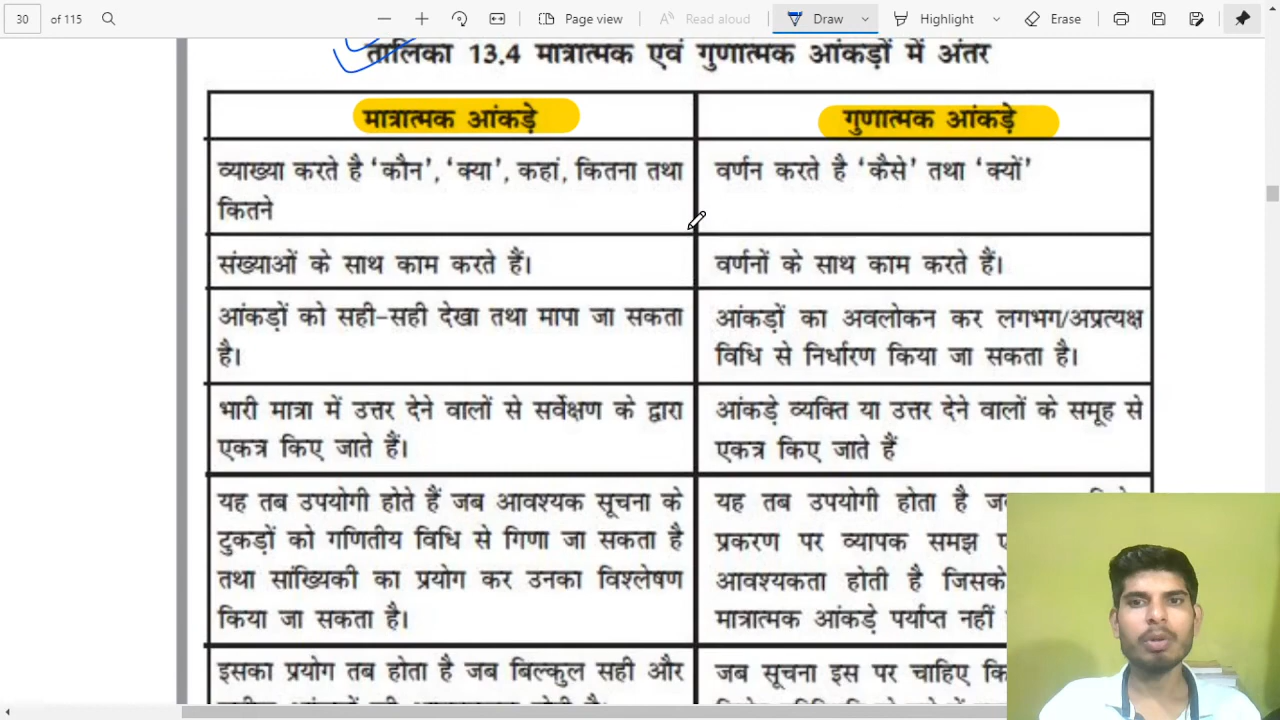 30 of 115 Page view Read aloud Draw Highlight Erase
तालिका 13.4 मात्रात्मक एवं गुणात्मक आंकड़ों में अंतर
मात्रात्मक आंकड़े
गुणात्मक आंकड़े
व्याख्या करते है ‘कौन’, ‘क्या’, कहां, कितना तथा
कितने
वर्णन करते है ‘कैसे’ तथा ‘क्यों’
संख्याओं के साथ काम करते हैं।
वर्णनों के साथ काम करते हैं।
आंकड़ों को सही-सही देखा तथा मापा जा सकता
है।
आंकड़ों का अवलोकन कर लगभग/अप्रत्यक्ष
विधि से निर्धारण किया जा सकता है।
भारी मात्रा में उत्तर देने वालों से सर्वेक्षण के द्वारा
एकत्र किए जाते हैं।
आंकड़े व्यक्ति या उत्तर देने वालों के समूह से
एकत्र किए जाते हैं
यह तब उपयोगी होते हैं जब आवश्यक सूचना के
टुकड़ों को गणितीय विधि से गिना जा सकता है
तथा सांख्यिकी का प्रयोग कर उनका विश्लेषण
किया जा सकता है।
यह तब उपयोगी होता है
प्रकरण पर व्यापक समझ
आवश्यकता होती है जिसको
मात्रात्मक आंकड़े पर्याप्त नहीं
इसका प्रयोग तब होता है जब बिल्कुल सही और
जब सूचना इस पर चाहिए